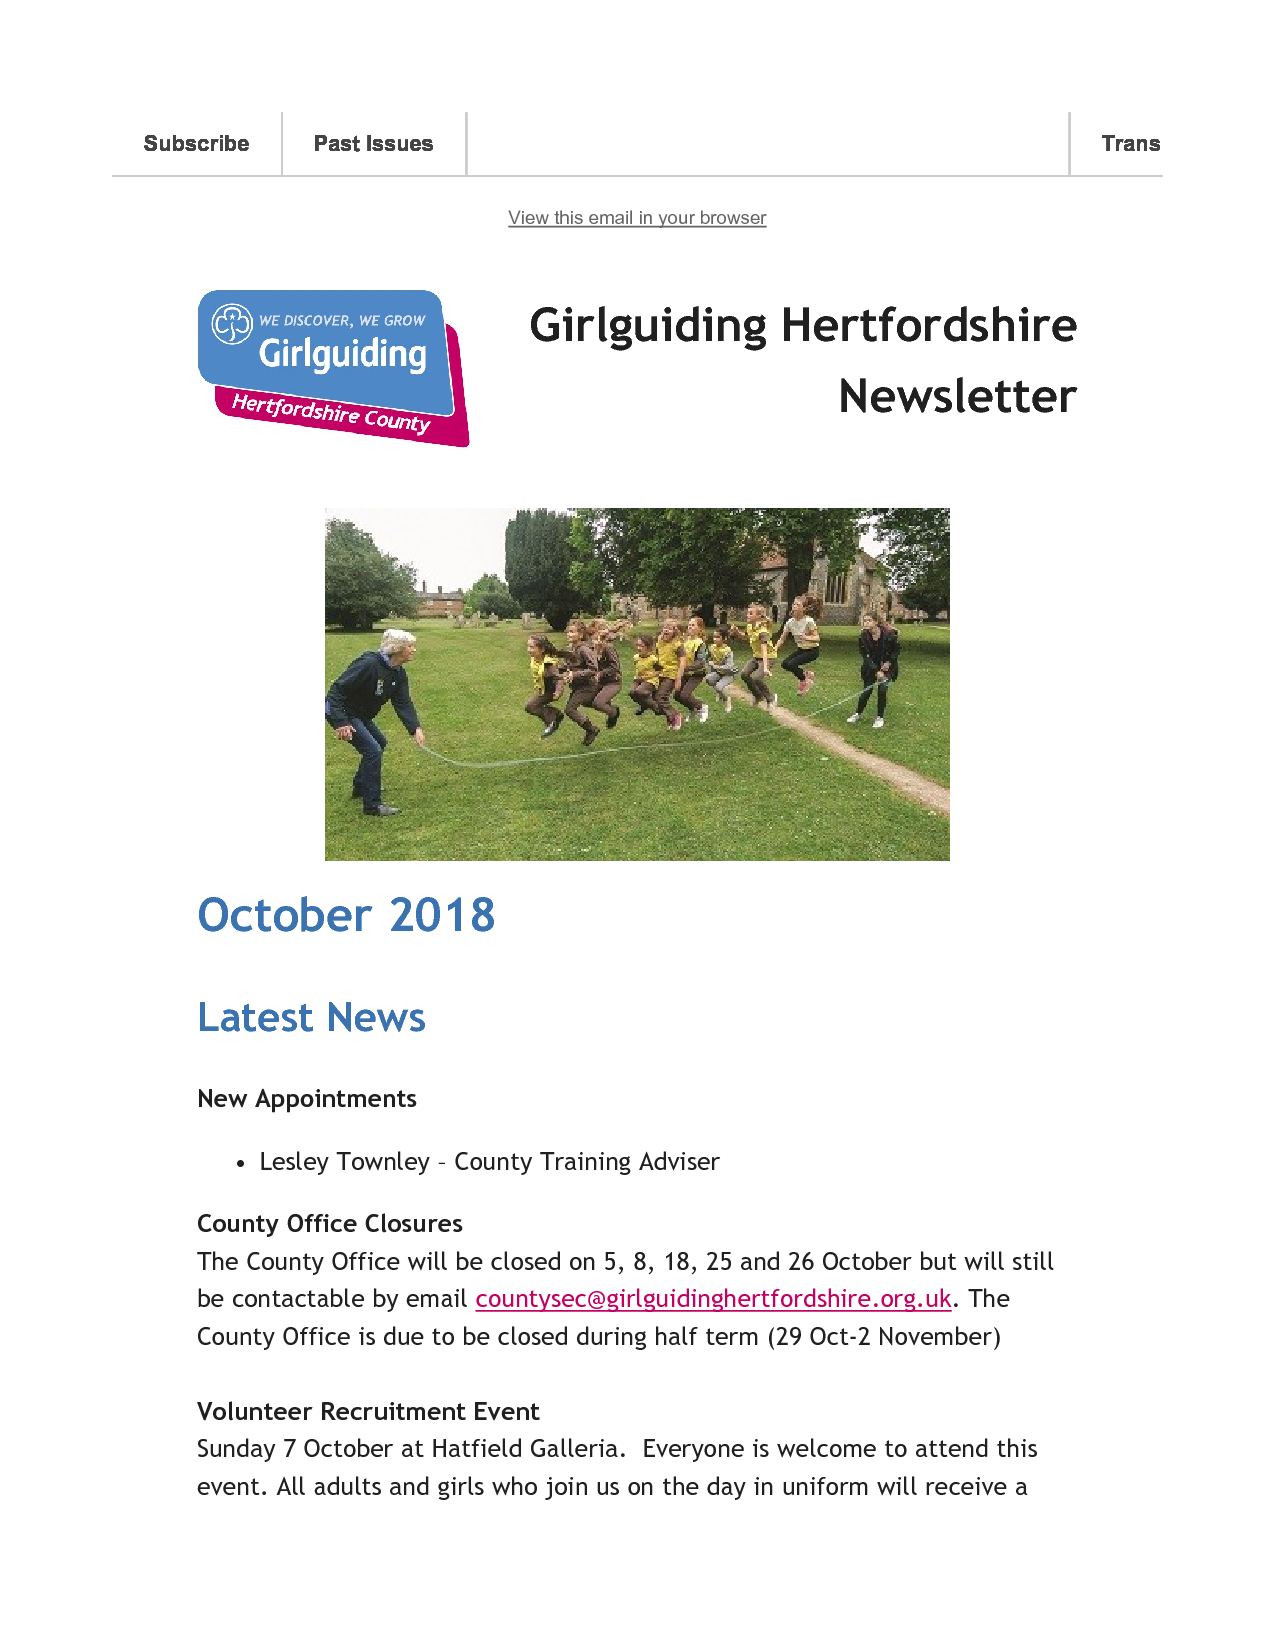 Subscribe
Past Issues
Trans
View this email in your browser
WE DISCOVER, WE GROW
Girlguiding
Hertfordshire County
Girlguiding Hertfordshire
Newsletter
October 2018
Latest News
New Appointments
• Lesley Townley – County Training Adviser
County Office Closures
The County Office will be closed on 5, 8, 18, 25 and 26 October but will still
be contactable by email countysec@girlguidinghertfordshire.org.uk. The
County Office is due to be closed during half term (29 Oct-2 November)
Volunteer Recruitment Event
Sunday 7 October at Hatfield Galleria.  Everyone is welcome to attend this
event. All adults and girls who join us on the day in uniform will receive a